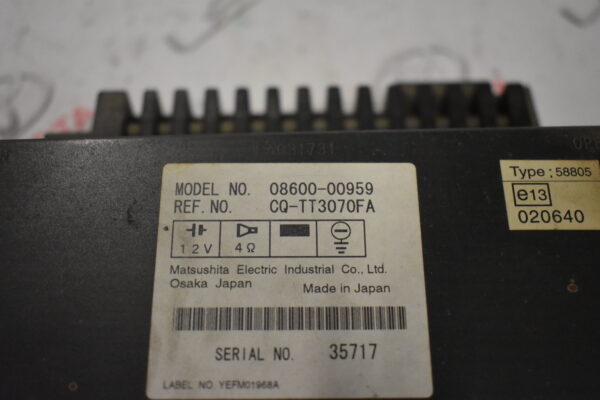 MODEL NO. 08600-00959
REF. NO. CQ-TT3070FA
12V 4Ω
Matsushita Electric Industrial Co., Ltd.
Osaka Japan Made in Japan
SERIAL NO. 35717
LABEL NO. YEFM01968A
Type : 58805
e13
020640